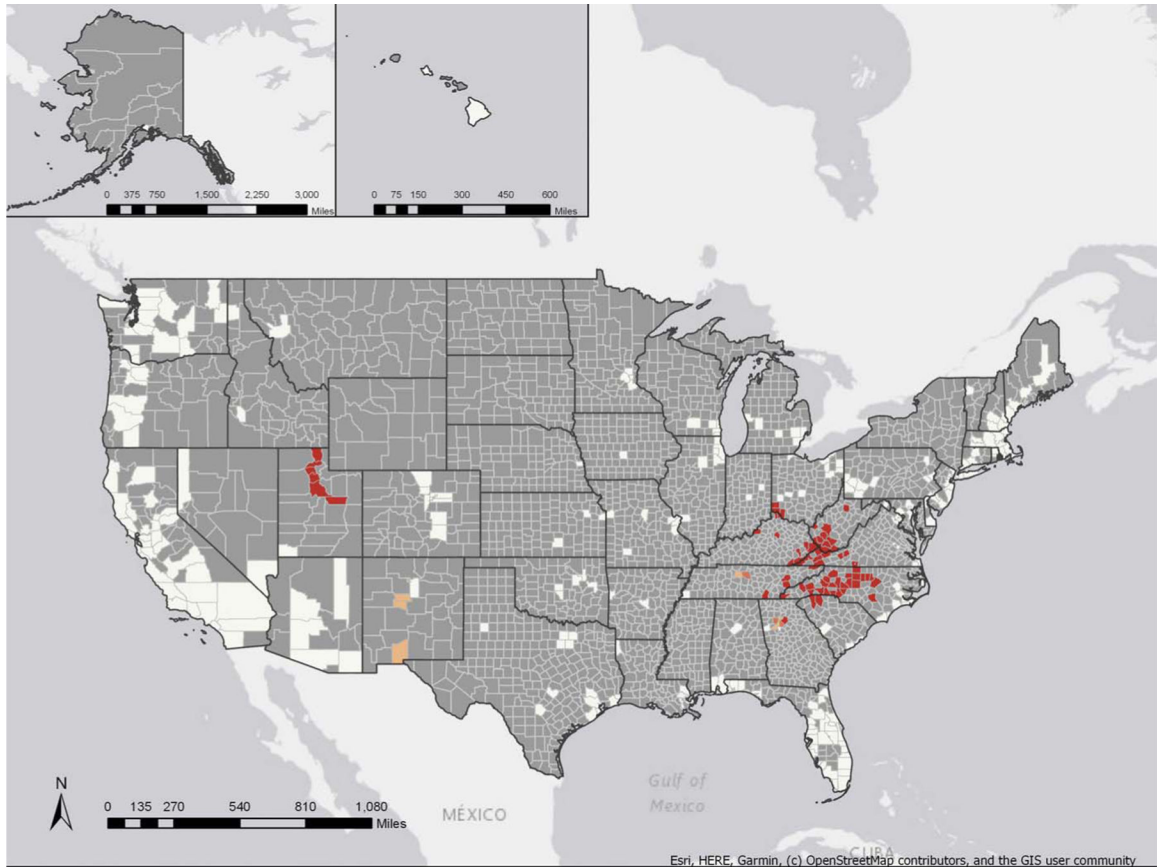 0 375 750 1,500 2,250 3,000
Miles
0 75 150 300 450 600
Miles
Gulf of
Mexico
N
0 135 270 540 810 1,080
Miles
MÉXICO
CUBA
Esri, HERE, Garmin, (c) OpenStreetMap contributors, and the GIS user community